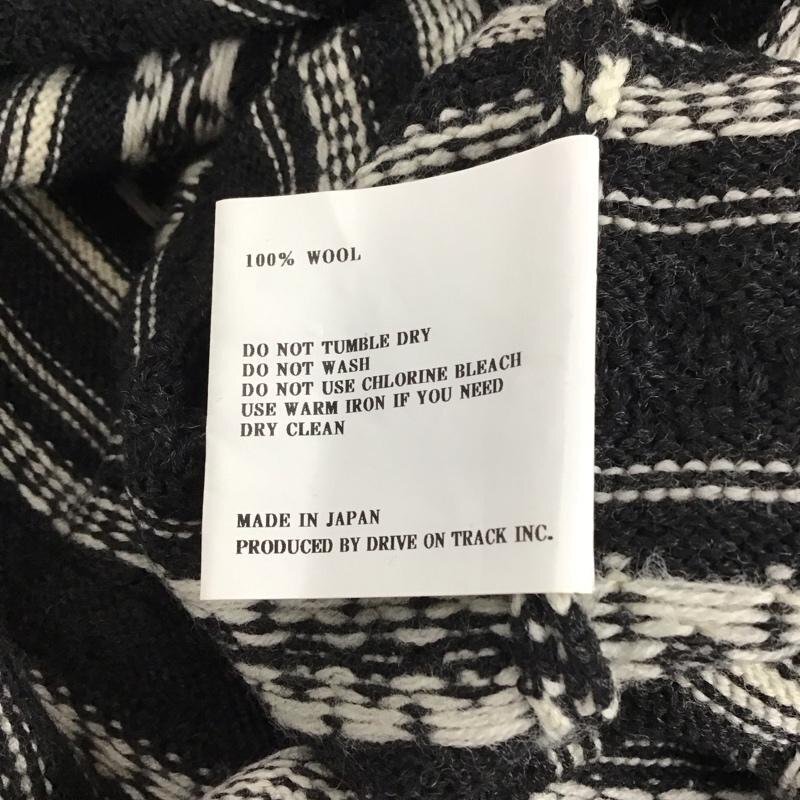 100% WOOL
DO NOT TUMBLE DRY
DO NOT WASH
DO NOT USE CHLORINE BLEACH
USE WARM IRON IF YOU NEED
DRY CLEAN
MADE IN JAPAN
PRODUCED BY DRIVE ON TRACK INC.